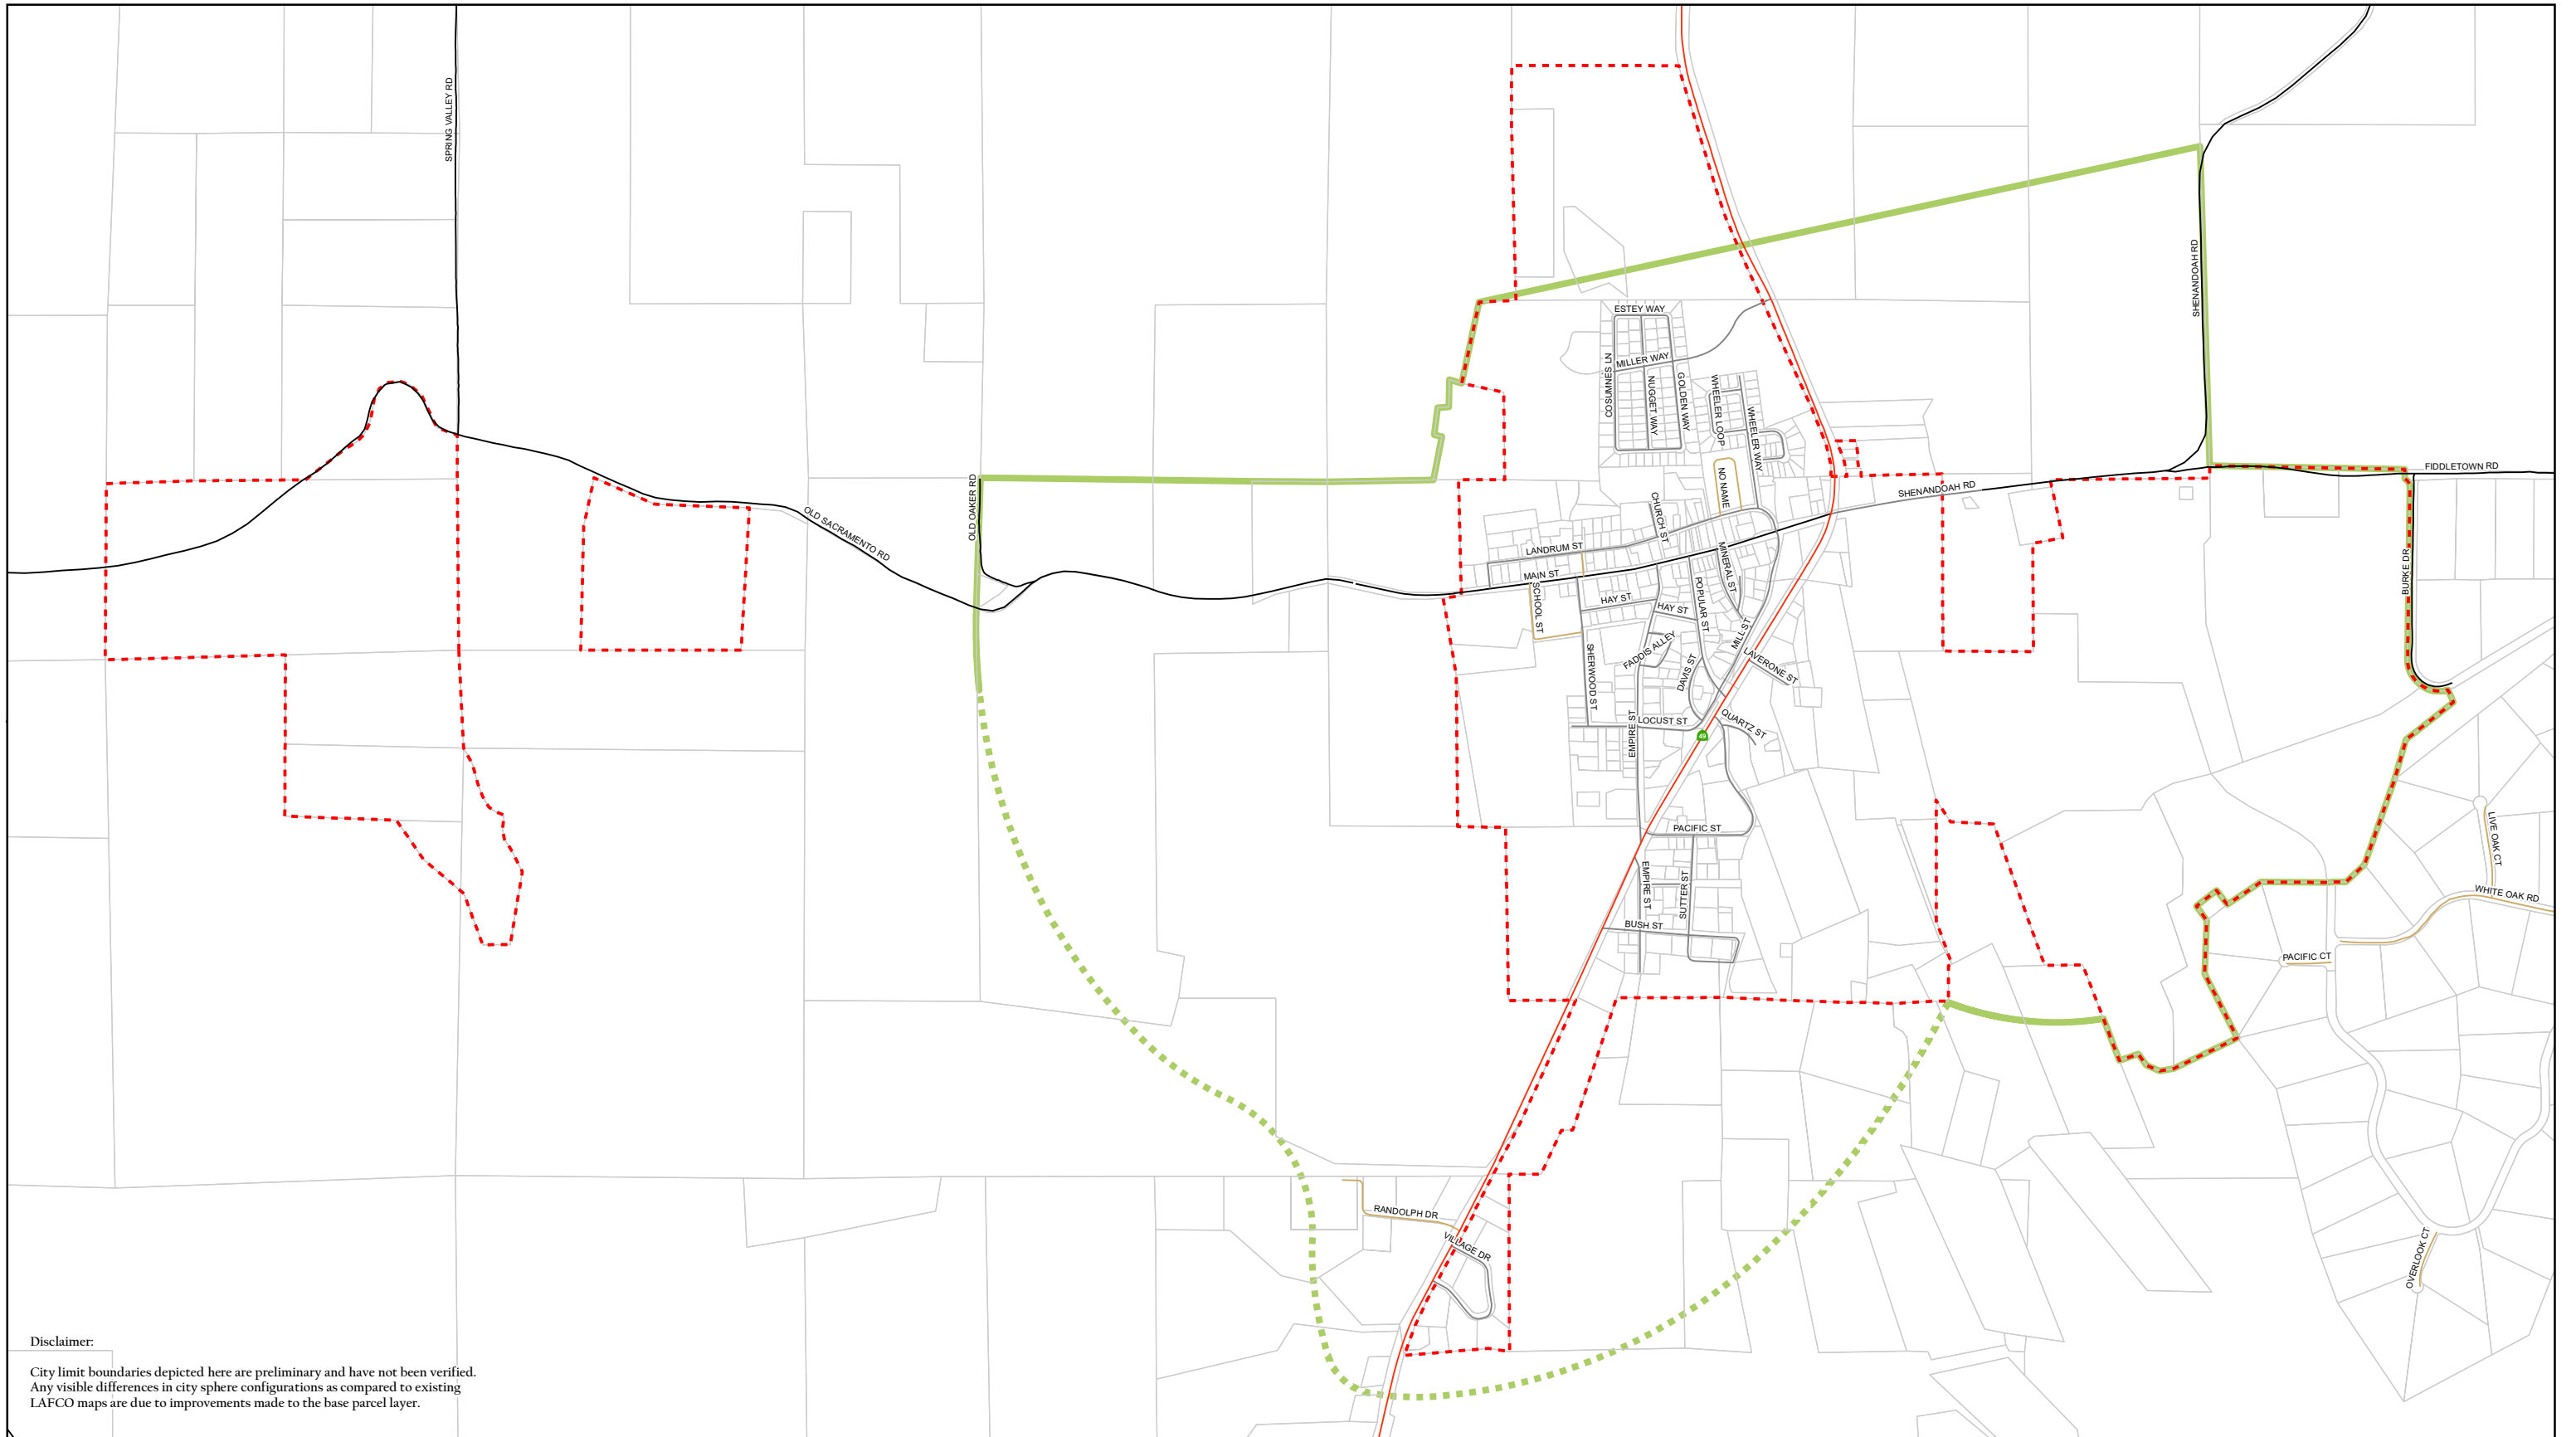 SPRING VALLEY RD
SHENANDOAH RD
ESTEY WAY
MILLER WAY
COSUMNES LN
NUGGET WAY
GOLDEN WAY
WHEELER LOOP
WHEELER WAY
FIDDLETOWN RD
NO NAME
SHENANDOAH RD
OLD OAKER RD
OLD SACRAMENTO RD
CHURCH ST
LANDRUM ST
MAIN ST
MINERAL ST
SCHOOL ST
HAY ST
HAY ST
POPULAR ST
BURKE DR
MILL ST
FADDIS ALLEY
SHERWOOD ST
DAVIS ST
LAVERONE ST
LOCUST ST
QUARTZ ST
EMPIRE ST
49
PACIFIC ST
LIVE OAK CT
EMPIRE ST
SUTTER ST
WHITE OAK RD
BUSH ST
PACIFIC CT
RANDOLPH DR
VILLAGE DR
OVERLOOK CT
Disclaimer:
City limit boundaries depicted here are preliminary and have not been verified.
Any visible differences in city sphere configurations as compared to existing
LAFCO maps are due to improvements made to the base parcel layer.